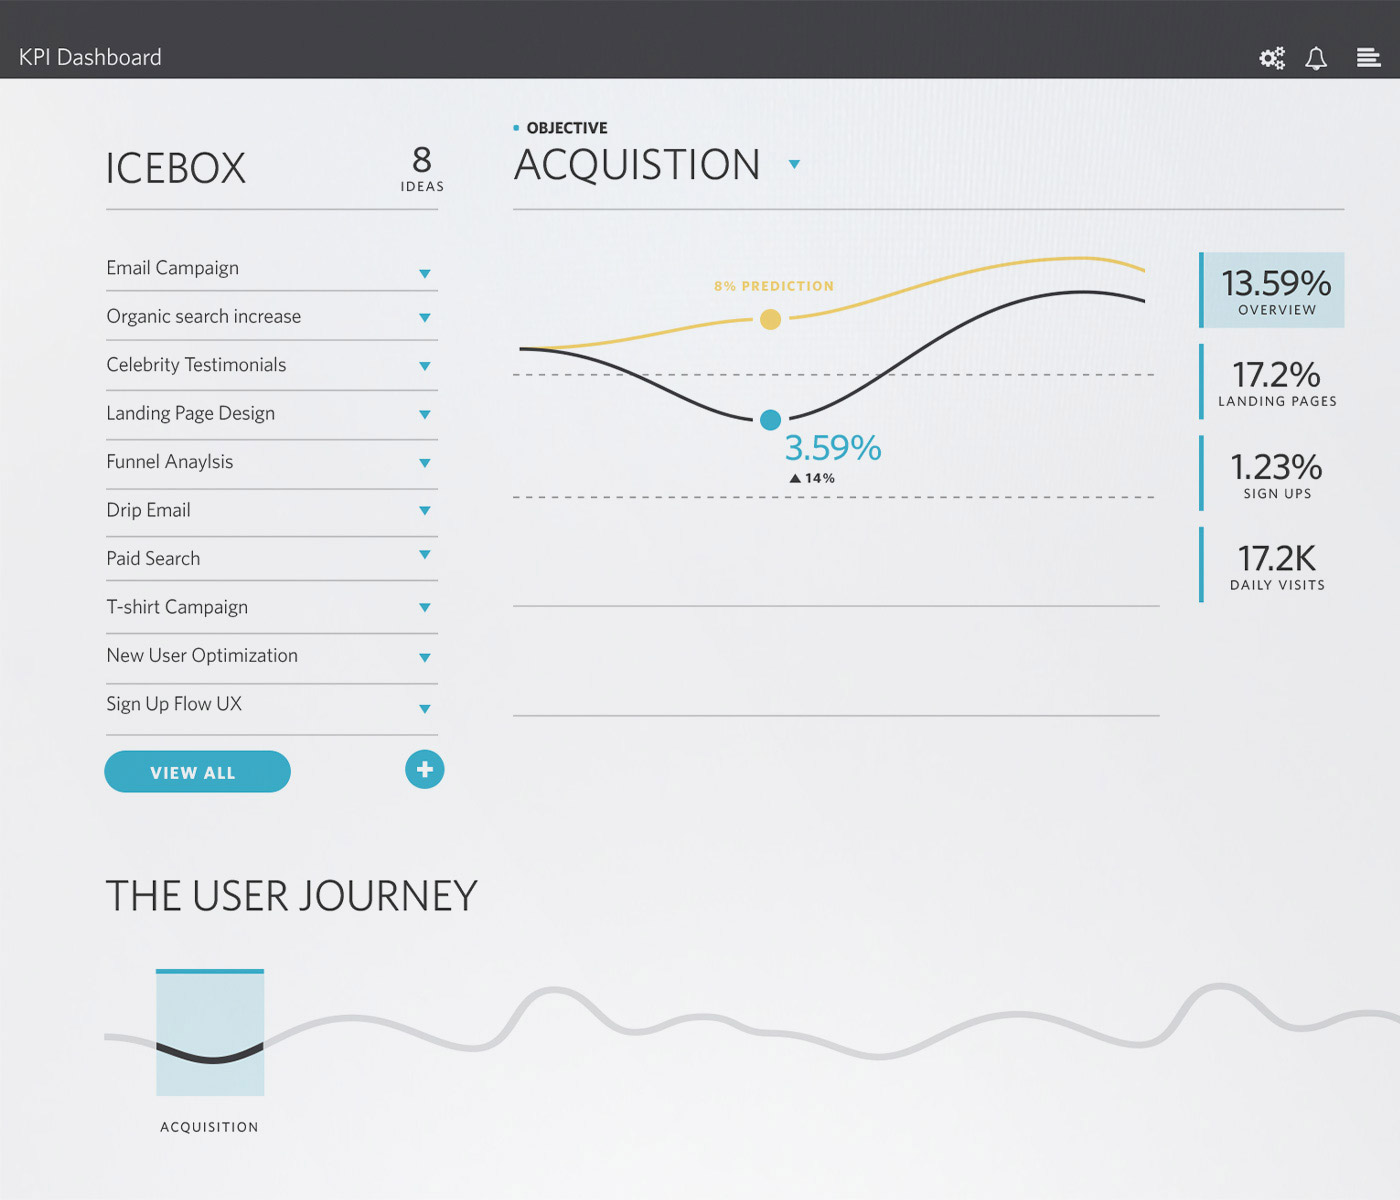 KPI Dashboard
ICEBOX
8
IDEAS
Email Campaign
Organic search increase
Celebrity Testimonials
Landing Page Design
Funnel Anaylsis
Drip Email
Paid Search
T-shirt Campaign
New User Optimization
Sign Up Flow UX
VIEW ALL
OBJECTIVE
ACQUISTION
8% PREDICTION
3.59%
14%
13.59%
OVERVIEW
17.2%
LANDING PAGES
1.23%
SIGN UPS
17.2K
DAILY VISITS
THE USER JOURNEY
ACQUISITION